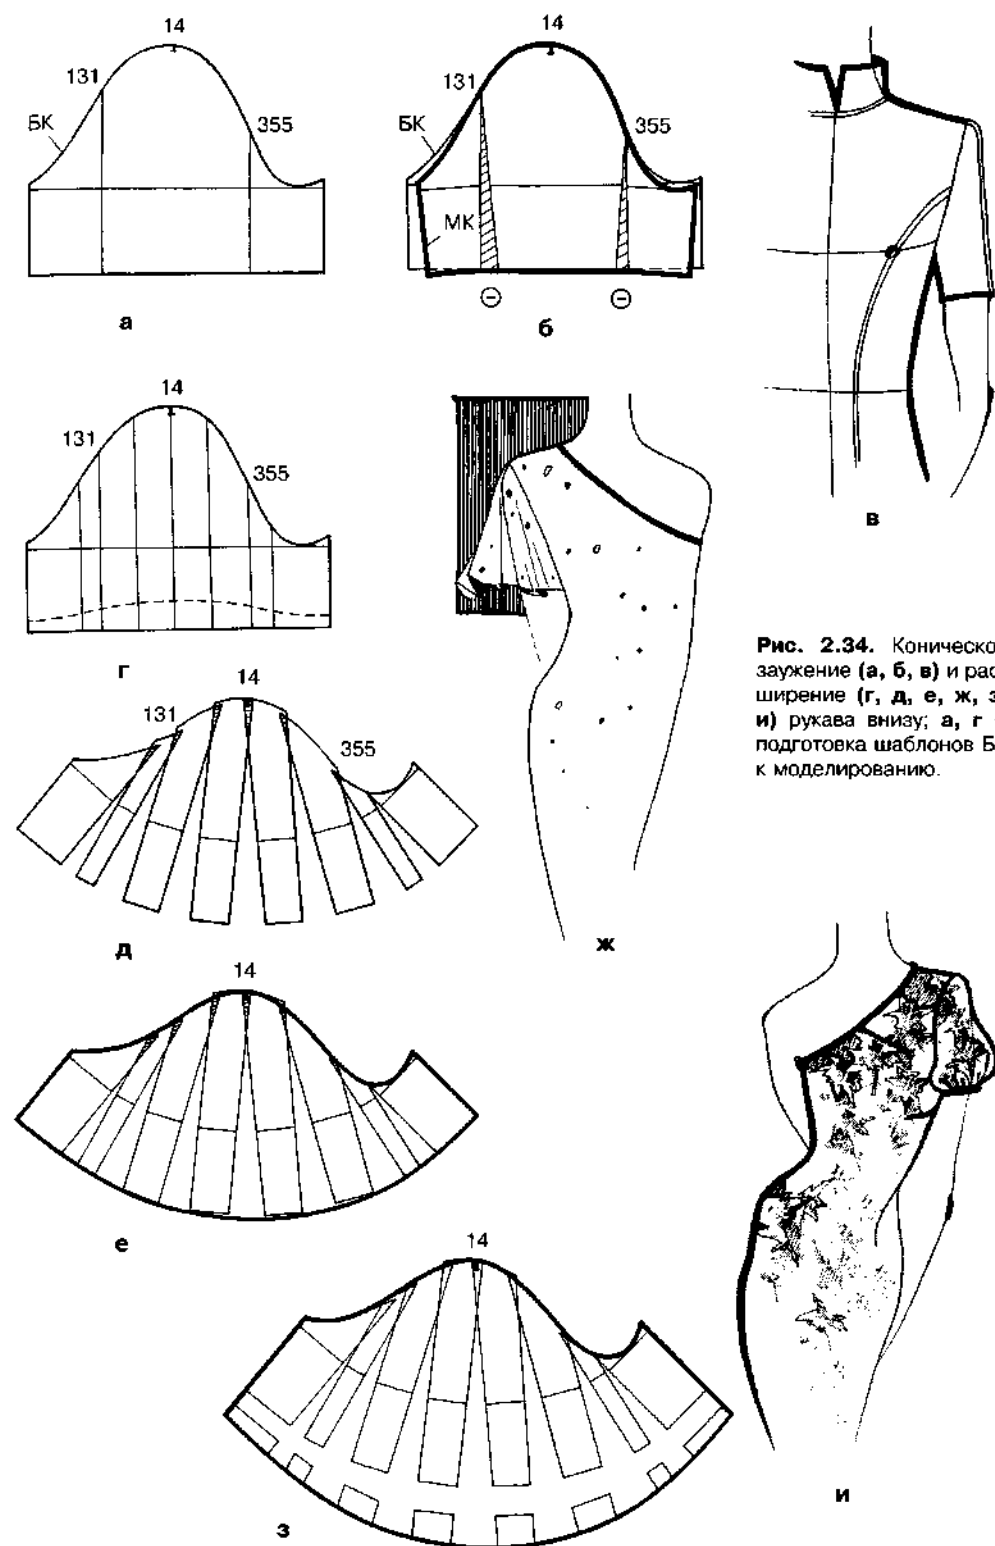 14
131
БК
355
а
14
131
БК
355
МК
б
в
14
131
355
г
ж
Рис. 2.34. Коническо
заужение (а, б, в) и рас
ширение (г, д, е, ж, з
и) рукава внизу; а, г
подготовка шаблонов Б
к моделированию.
14
131
355
д
14
е
14
з
и